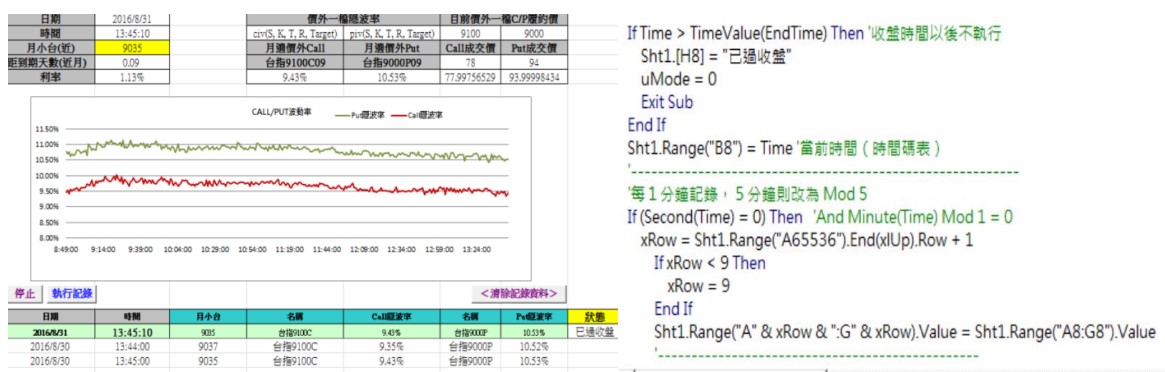 日期 2016/8/31 價外一檔隱波率 目前價外一檔C/P履約價
時間 13:45:10 civ(S, K, T, R, Target) piv(S, K, T, R, Target) 9100 9000
月小台(近) 9035 月選價外Call 月選價外Put Call成交價 Put成交價
距到期天數(近月) 0.09 台指9100C09 台指9000P09 78 94
利率 1.13% 9.43% 10.53% 77.99756529 93.99998434
CALL/PUT波動率 Put隱波率 Call隱波率
11.50%
11.00%
10.50%
10.00%
9.50%
9.00%
8.50%
8.00%
8:49:00 9:14:00 9:39:00 10:04:00 10:29:00 10:54:00 11:19:00 11:44:00 12:09:00 12:34:00 12:59:00 13:24:00
停止 執行記錄 <清除記錄資料>
日期 時間 月小台 名稱 Call隱波率 名稱 Put隱波率 狀態
2016/8/31 13:45:10 9035 台指9100C 9.43% 台指9000P 10.53% 已過收盤
2016/8/30 13:44:00 9037 台指9100C 9.35% 台指9000P 10.52%
2016/8/30 13:45:00 9035 台指9100C 9.43% 台指9000P 10.53%
If Time > TimeValue(EndTime) Then '收盤時間以後不執行
Sht1.[H8] = "已過收盤"
uMode = 0
Exit Sub
End If
Sht1.Range("B8") = Time '當前時間（時間碼表）
'----------------------------------------------------------
'每 1 分鐘記錄，5 分鐘則改為 Mod 5
If (Second(Time) = 0) Then 'And Minute(Time) Mod 1 = 0
xRow = Sht1.Range("A65536").End(xlUp).Row + 1
If xRow < 9 Then
xRow = 9
End If
Sht1.Range("A" & xRow & ":G" & xRow).Value = Sht1.Range("A8:G8").Value
'------------------------------------------------